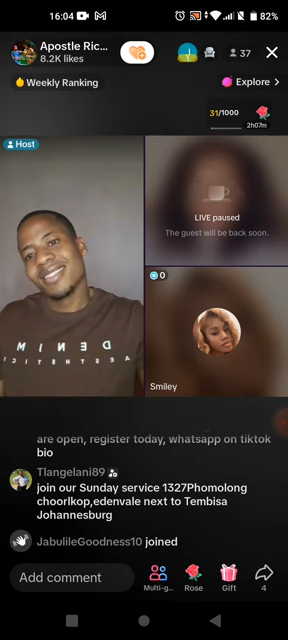 16:04
82%
Apostle Ric...
8.2K likes
37
Weekly Ranking
Explore >
31/1000
2h07m
Host
LIVE paused
The guest will be back soon.
0
Smiley
are open, register today, whatsapp on tiktok
bio
Tlangelani89
join our Sunday service 1327Phomolong
choorlkop,edenvale next to Tembisa
Johannesburg
JabulileGoodness10 joined
Add comment
Multi-g...
Rose
Gift
4